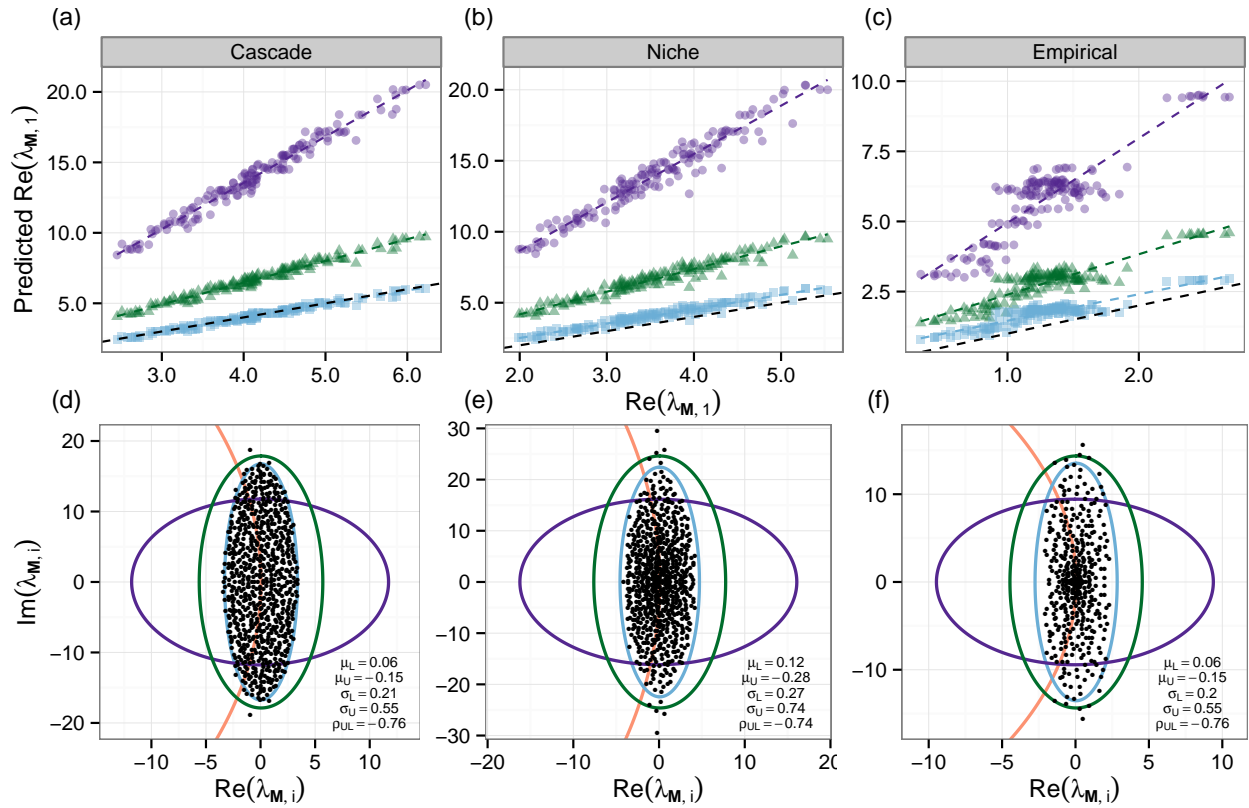 (a)
(b)
(c)
Cascade
Niche
Empirical
Predicted Re(λM, 1)
20.0
15.0
10.0
5.0
3.0 4.0 5.0 6.0
20.0
15.0
10.0
5.0
2.0 3.0 4.0 5.0
10.0
7.5
5.0
2.5
1.0 2.0
Re(λM, 1)
(d)
(e)
(f)
Im(λM, i)
20
10
0
−10
−20
μL = 0.06
μU = −0.15
σL = 0.21
σU = 0.55
ρUL = −0.76
−10 −5 0 5 10
Re(λM, i)
30
20
10
0
−10
−20
−30
μL = 0.12
μU = −0.28
σL = 0.27
σU = 0.74
ρUL = −0.74
−20 −10 0 10 20
Re(λM, i)
10
0
−10
μL = 0.06
μU = −0.15
σL = 0.2
σU = 0.55
ρUL = −0.76
−10 −5 0 5 10
Re(λM, i)